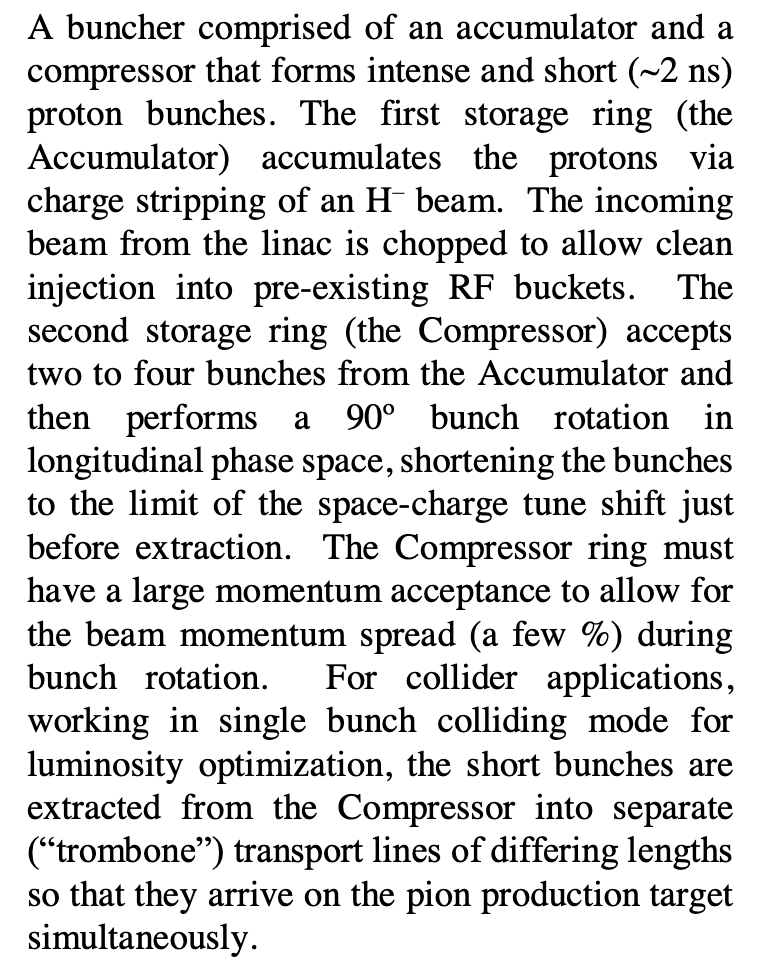 A buncher comprised of an accumulator and a
compressor that forms intense and short (~2 ns)
proton bunches. The first storage ring (the
Accumulator) accumulates the protons via
charge stripping of an H⁻ beam. The incoming
beam from the linac is chopped to allow clean
injection into pre-existing RF buckets. The
second storage ring (the Compressor) accepts
two to four bunches from the Accumulator and
then performs a 90º bunch rotation in
longitudinal phase space, shortening the bunches
to the limit of the space-charge tune shift just
before extraction. The Compressor ring must
have a large momentum acceptance to allow for
the beam momentum spread (a few %) during
bunch rotation. For collider applications,
working in single bunch colliding mode for
luminosity optimization, the short bunches are
extracted from the Compressor into separate
(“trombone”) transport lines of differing lengths
so that they arrive on the pion production target
simultaneously.